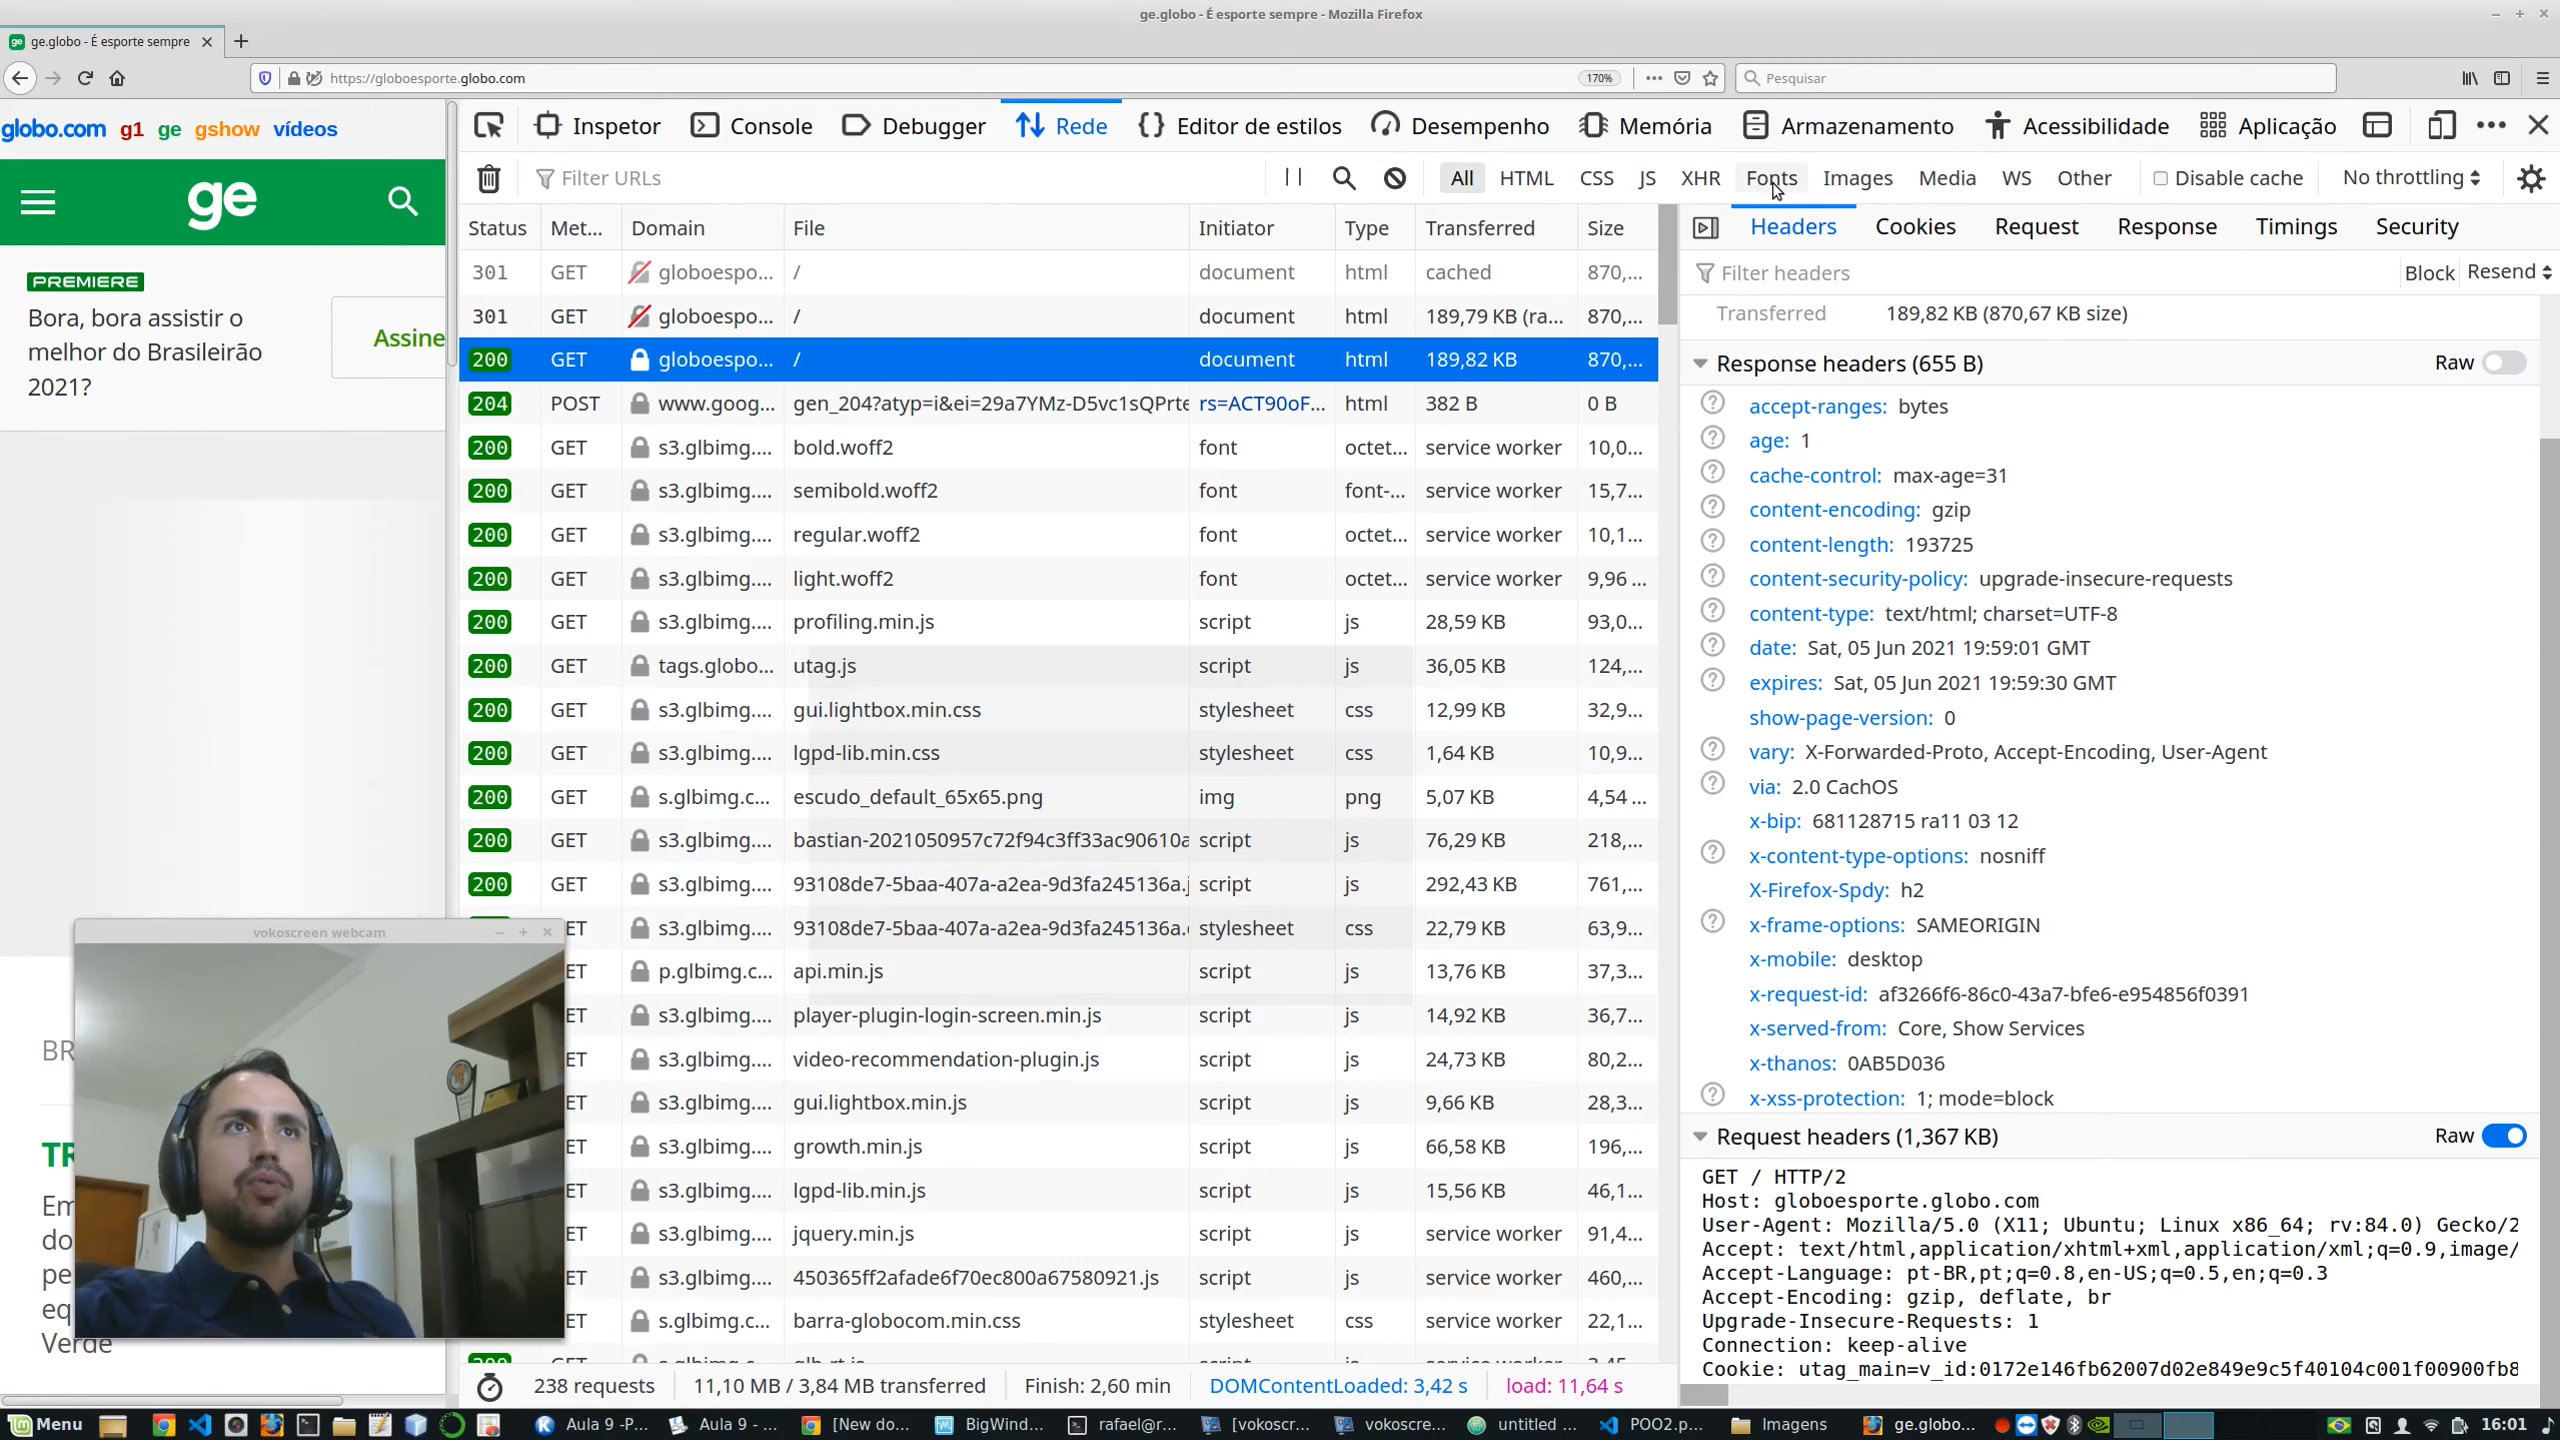 ge.globo - É esporte sempre - Mozilla Firefox
ge ge.globo - É esporte sempre
https://globoesporte.globo.com 170% Pesquisar
globo.com g1 ge gshow vídeos
ge
PREMIERE
Bora, bora assistir o
melhor do Brasileirão
2021?
Assine
BR
TR
Em
do
pe
eq
Verde
vokoscreen webcam
Inspetor Console Debugger Rede Editor de estilos Desempenho Memória Armazenamento Acessibilidade Aplicação
Filter URLs All HTML CSS JS XHR Fonts Images Media WS Other Disable cache No throttling
Status Met... Domain File Initiator Type Transferred Size
301 GET globoespo... / document html cached 870,...
301 GET globoespo... / document html 189,79 KB (ra... 870,...
200 GET globoespo... / document html 189,82 KB 870,...
204 POST www.goog... gen_204?atyp=i&ei=29a7YMz-D5vc1sQPrte rs=ACT90oF... html 382 B 0 B
200 GET s3.glbimg.... bold.woff2 font octet... service worker 10,0...
200 GET s3.glbimg.... semibold.woff2 font font-... service worker 15,7...
200 GET s3.glbimg.... regular.woff2 font octet... service worker 10,1...
200 GET s3.glbimg.... light.woff2 font octet... service worker 9,96 ...
200 GET s3.glbimg.... profiling.min.js script js 28,59 KB 93,0...
200 GET tags.globo... utag.js script js 36,05 KB 124,...
200 GET s3.glbimg.... gui.lightbox.min.css stylesheet css 12,99 KB 32,9...
200 GET s3.glbimg.... lgpd-lib.min.css stylesheet css 1,64 KB 10,9...
200 GET s.glbimg.c... escudo_default_65x65.png img png 5,07 KB 4,54 ...
200 GET s3.glbimg.... bastian-2021050957c72f94c3ff33ac90610a script js 76,29 KB 218,...
200 GET s3.glbimg.... 93108de7-5baa-407a-a2ea-9d3fa245136a.j script js 292,43 KB 761,...
ET s3.glbimg.... 93108de7-5baa-407a-a2ea-9d3fa245136a. stylesheet css 22,79 KB 63,9...
ET p.glbimg.c... api.min.js script js 13,76 KB 37,3...
ET s3.glbimg.... player-plugin-login-screen.min.js script js 14,92 KB 36,7...
ET s3.glbimg.... video-recommendation-plugin.js script js 24,73 KB 80,2...
ET s3.glbimg.... gui.lightbox.min.js script js 9,66 KB 28,3...
ET s3.glbimg.... growth.min.js script js 66,58 KB 196,...
ET s3.glbimg.... lgpd-lib.min.js script js 15,56 KB 46,1...
ET s3.glbimg.... jquery.min.js script js service worker 91,4...
ET s3.glbimg.... 450365ff2afade6f70ec800a67580921.js script js service worker 460,...
ET s.glbimg.c... barra-globocom.min.css stylesheet css service worker 22,1...
238 requests 11,10 MB / 3,84 MB transferred Finish: 2,60 min DOMContentLoaded: 3,42 s load: 11,64 s
Headers Cookies Request Response Timings Security
Filter headers Block Resend
Transferred 189,82 KB (870,67 KB size)
Response headers (655 B) Raw
accept-ranges: bytes
age: 1
cache-control: max-age=31
content-encoding: gzip
content-length: 193725
content-security-policy: upgrade-insecure-requests
content-type: text/html; charset=UTF-8
date: Sat, 05 Jun 2021 19:59:01 GMT
expires: Sat, 05 Jun 2021 19:59:30 GMT
show-page-version: 0
vary: X-Forwarded-Proto, Accept-Encoding, User-Agent
via: 2.0 CachOS
x-bip: 681128715 ra11 03 12
x-content-type-options: nosniff
X-Firefox-Spdy: h2
x-frame-options: SAMEORIGIN
x-mobile: desktop
x-request-id: af3266f6-86c0-43a7-bfe6-e954856f0391
x-served-from: Core, Show Services
x-thanos: 0AB5D036
x-xss-protection: 1; mode=block
Request headers (1,367 KB) Raw
GET / HTTP/2
Host: globoesporte.globo.com
User-Agent: Mozilla/5.0 (X11; Ubuntu; Linux x86_64; rv:84.0) Gecko/2
Accept: text/html,application/xhtml+xml,application/xml;q=0.9,image/
Accept-Language: pt-BR,pt;q=0.8,en-US;q=0.5,en;q=0.3
Accept-Encoding: gzip, deflate, br
Upgrade-Insecure-Requests: 1
Connection: keep-alive
Cookie: utag_main=v_id:0172e146fb62007d02e849e9c5f40104c001f00900fb8
Menu Aula 9 -P... Aula 9 - ... [New do... BigWind... rafael@r... [vokoscr... vokoscre... untitled ... POO2.p... Imagens ge.globo... 16:01